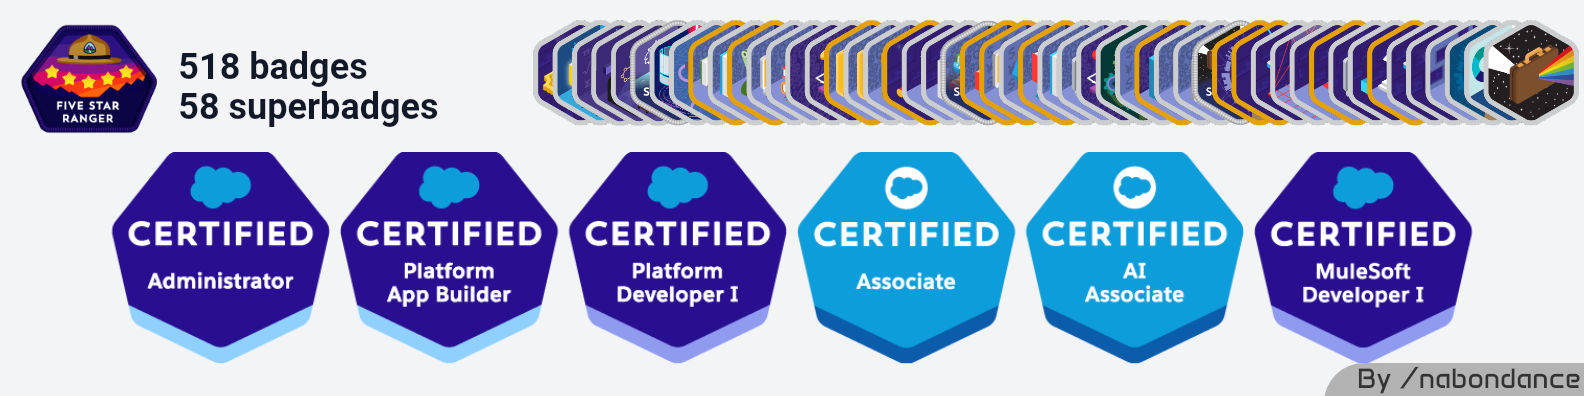 FIVE STAR
RANGER
518 badges
58 superbadges
CERTIFIED
Administrator
CERTIFIED
Platform
App Builder
CERTIFIED
Platform
Developer I
CERTIFIED
Associate
CERTIFIED
AI
Associate
CERTIFIED
MuleSoft
Developer I
By /nabondance